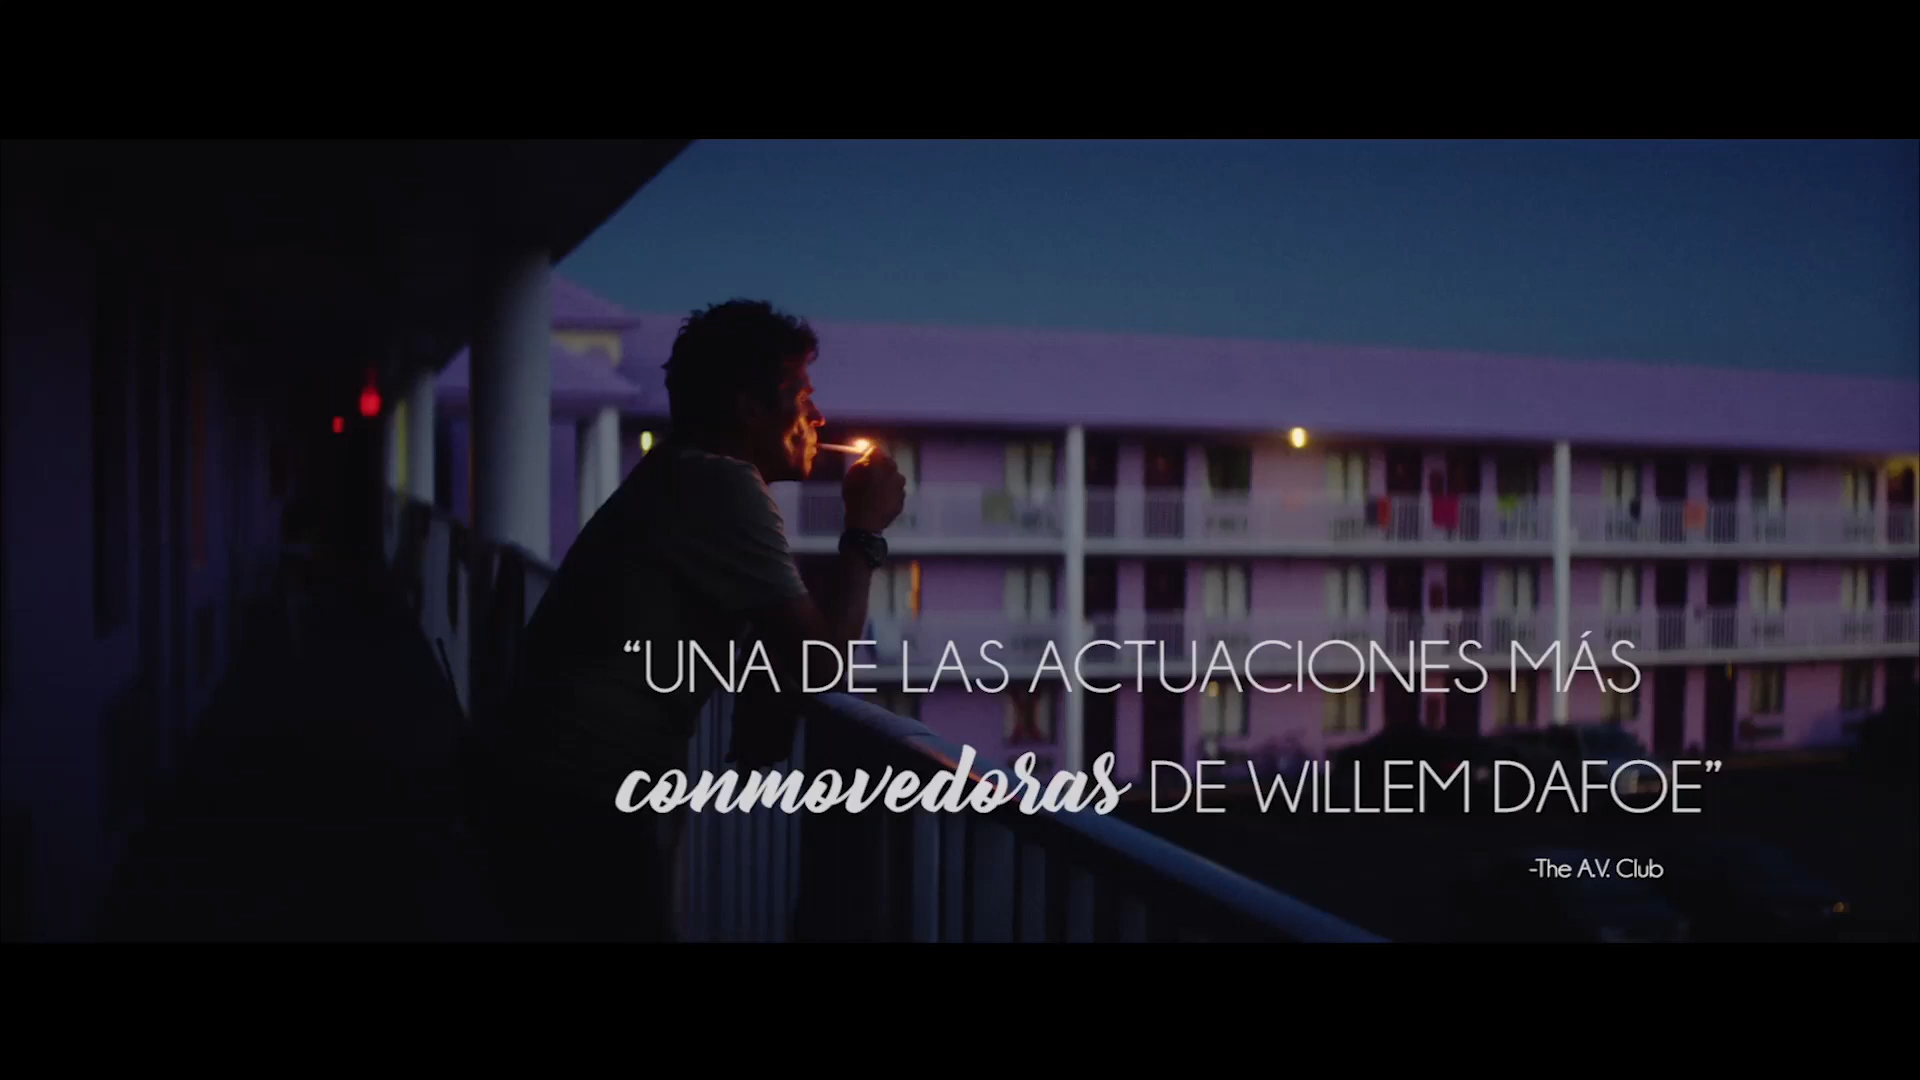 “UNA DE LAS ACTUACIONES MÁS
conmovedoras DE WILLEM DAFOE”
-The A.V. Club